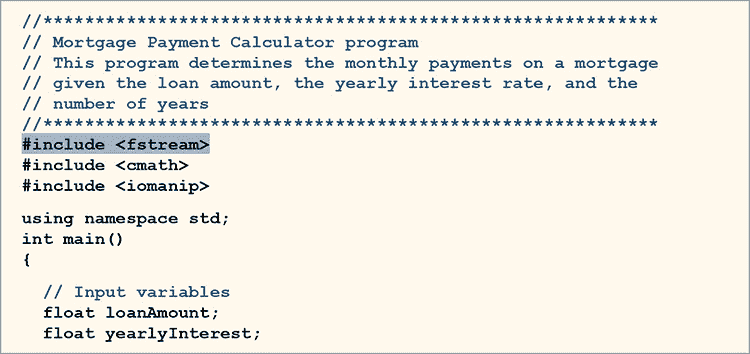 //***********************************************************
// Mortgage Payment Calculator program
// This program determines the monthly payments on a mortgage
// given the loan amount, the yearly interest rate, and the
// number of years
//***********************************************************
#include <fstream>
#include <cmath>
#include <iomanip>
using namespace std;
int main()
{
// Input variables
float loanAmount;
float yearlyInterest;